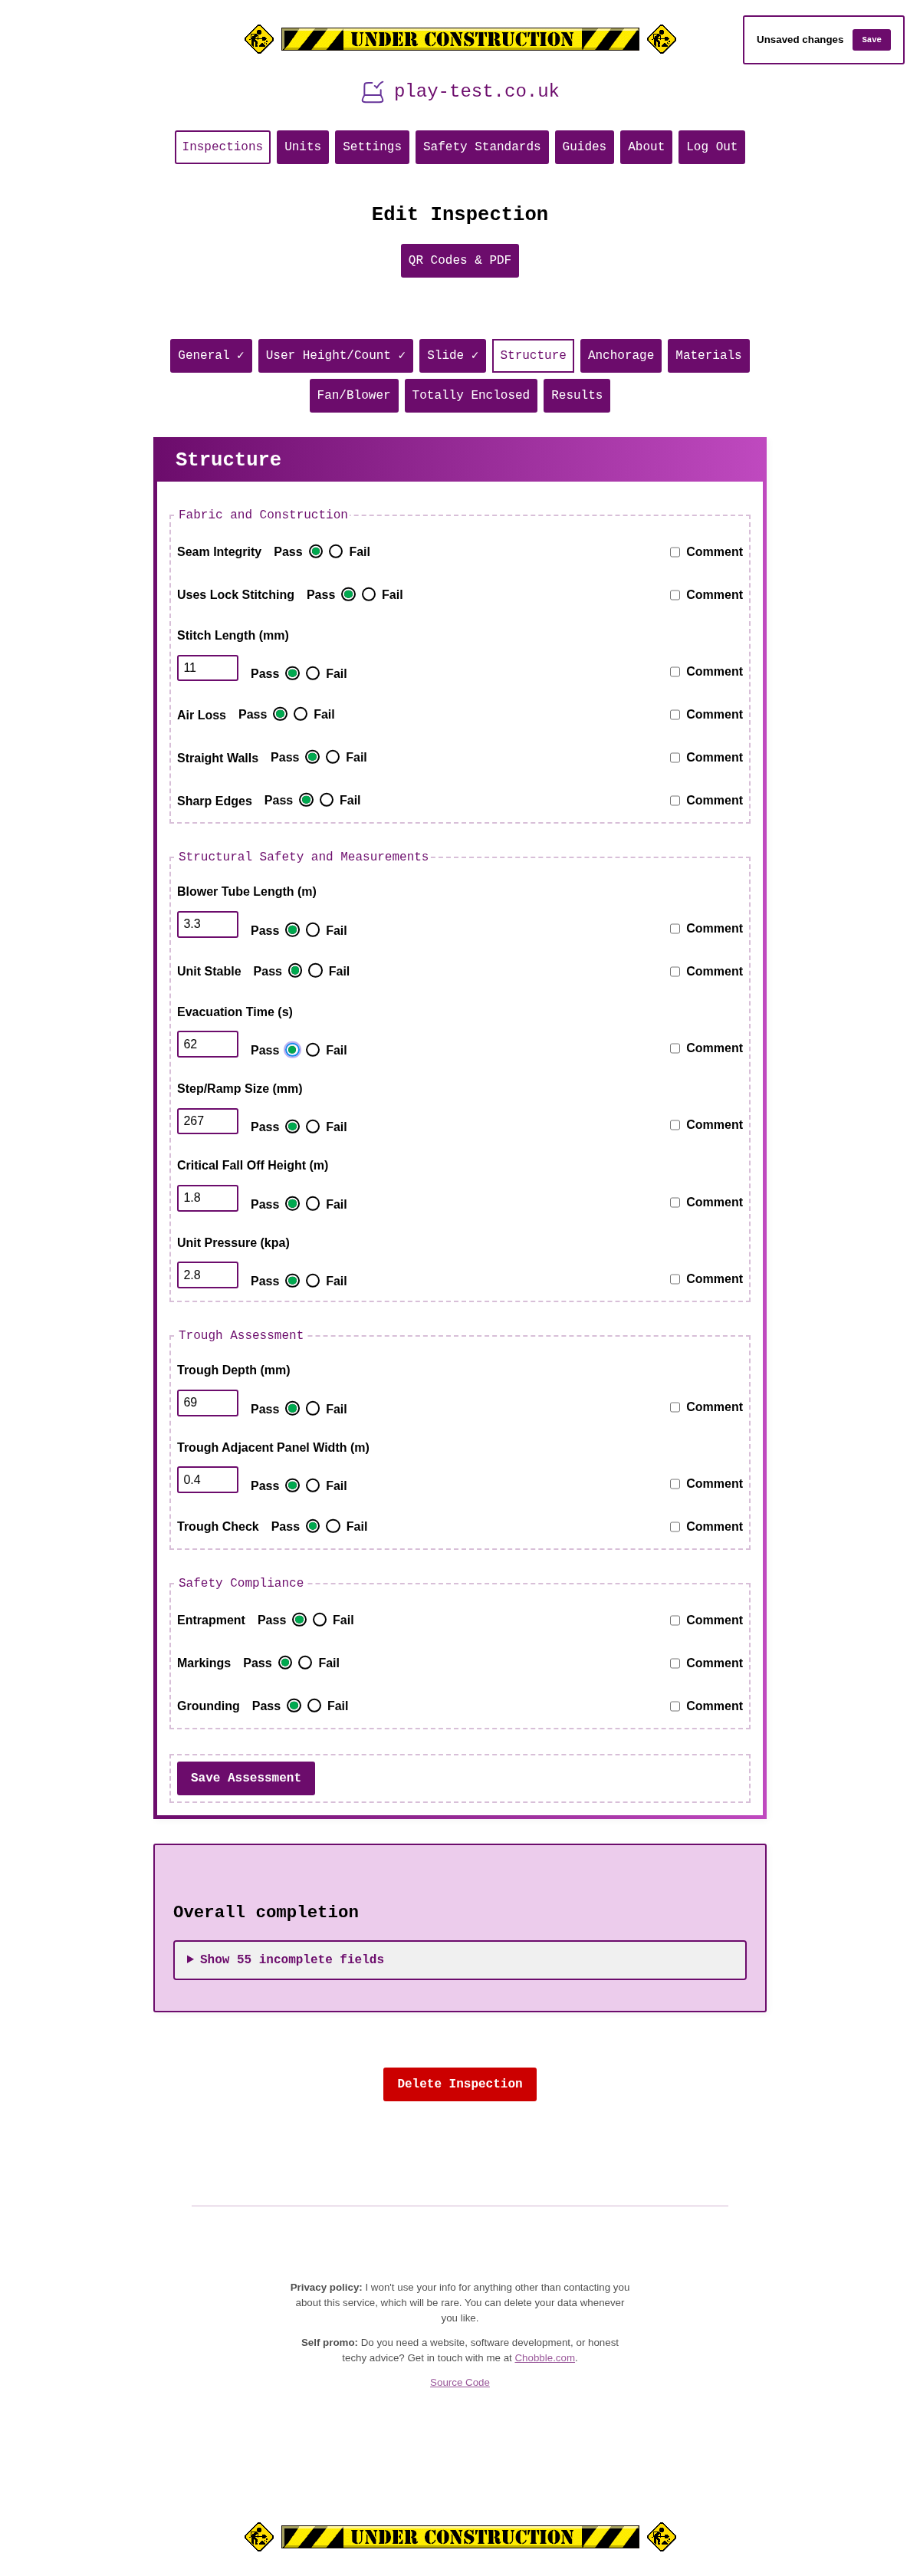 UNDER CONSTRUCTION
Unsaved changes Save
play-test.co.uk
Inspections Units Settings Safety Standards Guides About Log Out
Edit Inspection
QR Codes & PDF
General ✓ User Height/Count ✓ Slide ✓ Structure Anchorage Materials
Fan/Blower Totally Enclosed Results
Structure
Fabric and Construction
Seam Integrity Pass Fail Comment
Uses Lock Stitching Pass Fail Comment
Stitch Length (mm)
11 Pass Fail Comment
Air Loss Pass Fail Comment
Straight Walls Pass Fail Comment
Sharp Edges Pass Fail Comment
Structural Safety and Measurements
Blower Tube Length (m)
3.3 Pass Fail Comment
Unit Stable Pass Fail Comment
Evacuation Time (s)
62 Pass Fail Comment
Step/Ramp Size (mm)
267 Pass Fail Comment
Critical Fall Off Height (m)
1.8 Pass Fail Comment
Unit Pressure (kpa)
2.8 Pass Fail Comment
Trough Assessment
Trough Depth (mm)
69 Pass Fail Comment
Trough Adjacent Panel Width (m)
0.4 Pass Fail Comment
Trough Check Pass Fail Comment
Safety Compliance
Entrapment Pass Fail Comment
Markings Pass Fail Comment
Grounding Pass Fail Comment
Save Assessment
Overall completion
Show 55 incomplete fields
Delete Inspection
Privacy policy: I won't use your info for anything other than contacting you
about this service, which will be rare. You can delete your data whenever
you like.
Self promo: Do you need a website, software development, or honest
techy advice? Get in touch with me at Chobble.com.
Source Code
UNDER CONSTRUCTION